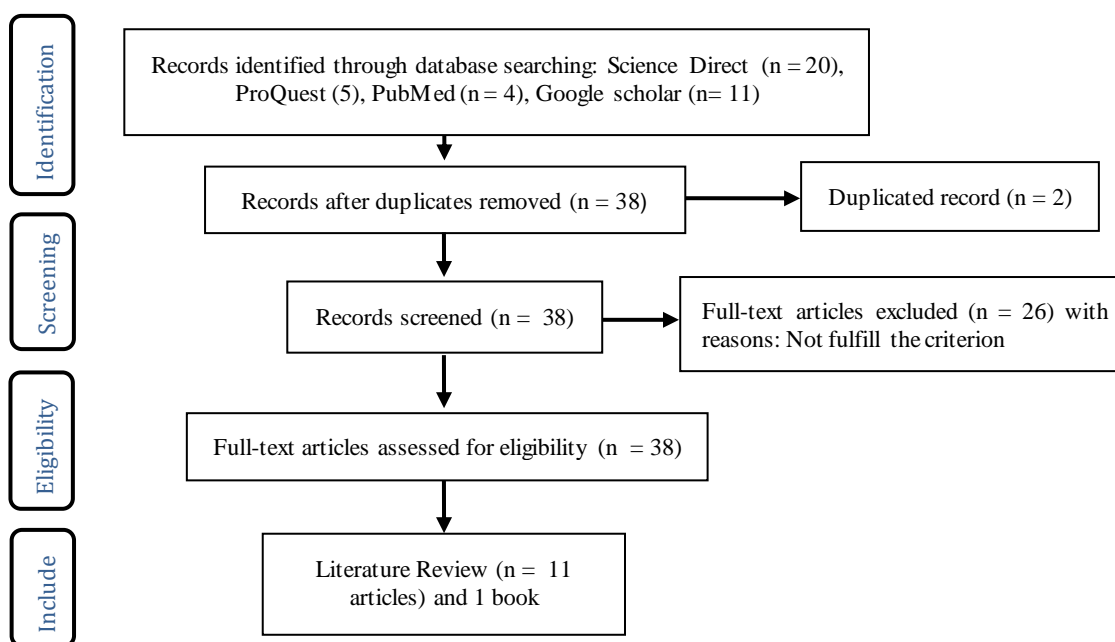 Identification
Records identified through database searching: Science Direct (n = 20),
ProQuest (5), PubMed (n = 4), Google scholar (n= 11)
Records after duplicates removed (n = 38)
Duplicated record (n = 2)
Screening
Records screened (n = 38)
Full-text articles excluded (n = 26) with
reasons: Not fulfill the criterion
Eligibility
Full-text articles assessed for eligibility (n = 38)
Include
Literature Review (n = 11
articles) and 1 book